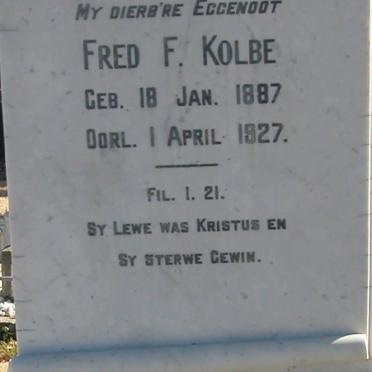 My dierb're Eggenoot
Fred F. Kolbe
Geb. 18 Jan. 1887
Oorl. 1 April 1927.
Fil. 1. 21.
Sy Lewe was Kristus en
Sy sterwe Gewin.